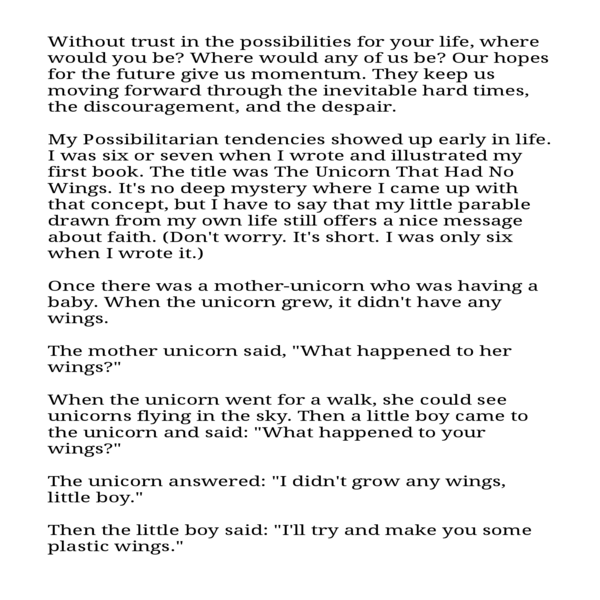 Without trust in the possibilities for your life, where
would you be? Where would any of us be? Our hopes
for the future give us momentum. They keep us
moving forward through the inevitable hard times,
the discouragement, and the despair.
My Possibilitarian tendencies showed up early in life.
I was six or seven when I wrote and illustrated my
first book. The title was The Unicorn That Had No
Wings. It's no deep mystery where I came up with
that concept, but I have to say that my little parable
drawn from my own life still offers a nice message
about faith. (Don't worry. It's short. I was only six
when I wrote it.)
Once there was a mother-unicorn who was having a
baby. When the unicorn grew, it didn't have any
wings.
The mother unicorn said, "What happened to her
wings?"
When the unicorn went for a walk, she could see
unicorns flying in the sky. Then a little boy came to
the unicorn and said: "What happened to your
wings?"
The unicorn answered: "I didn't grow any wings,
little boy."
Then the little boy said: "I'll try and make you some
plastic wings."